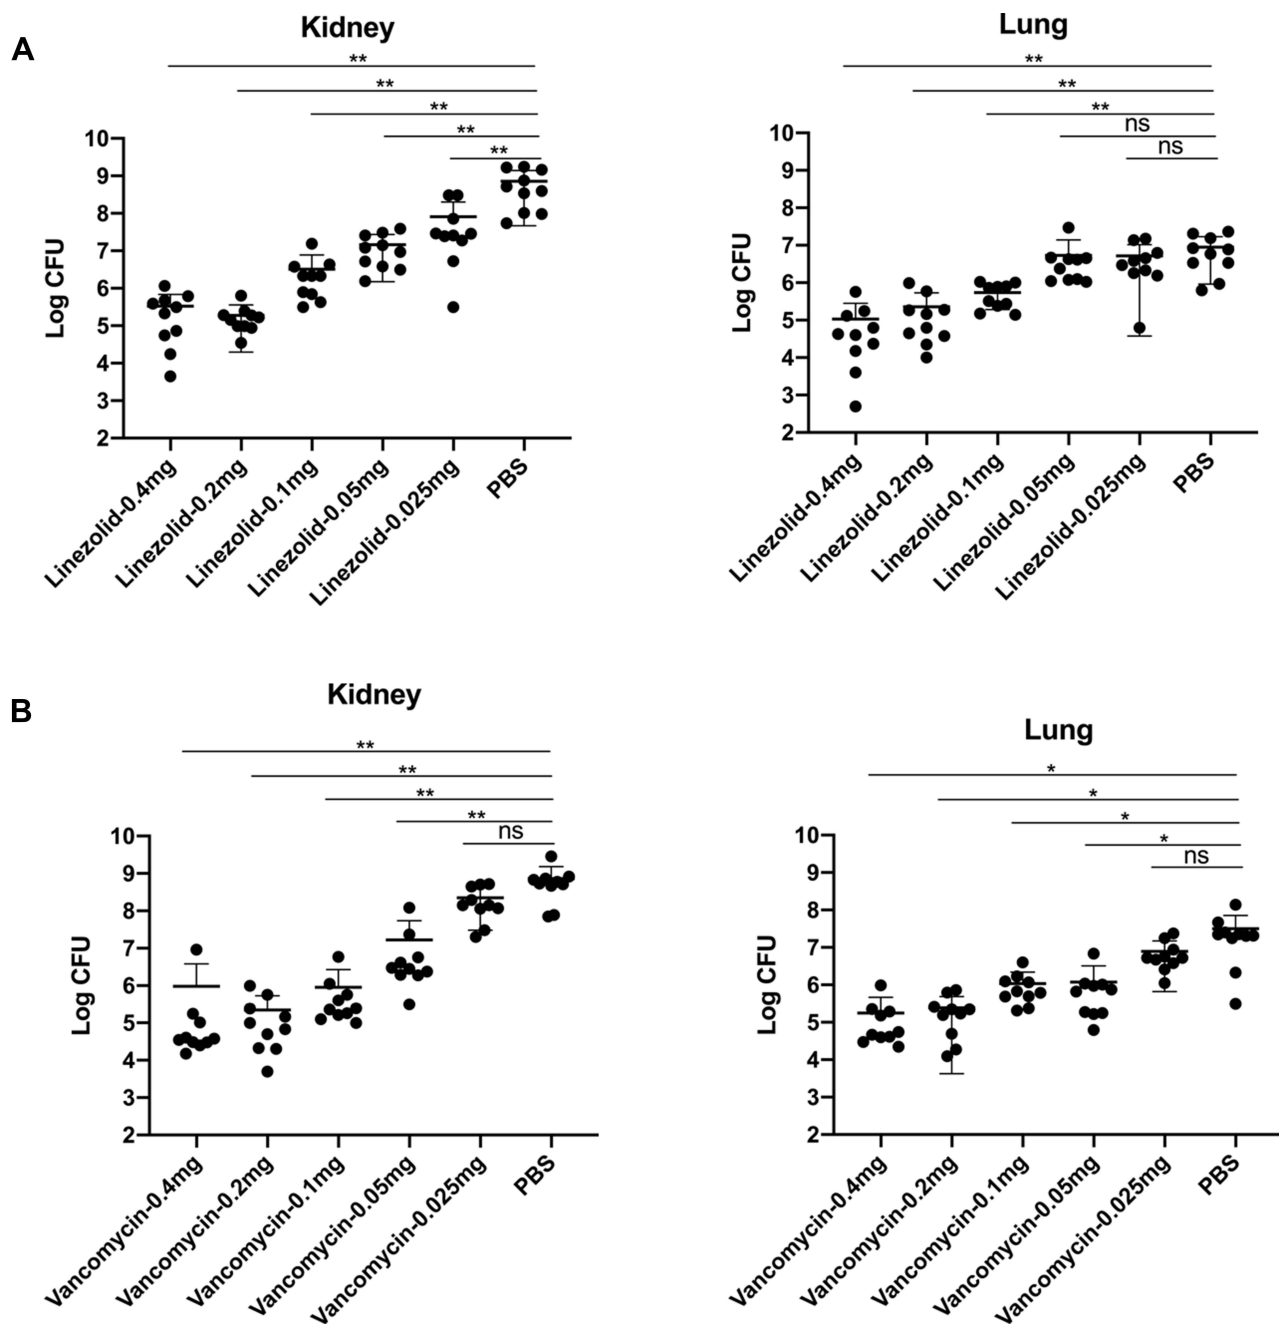 A
Kidney
**
**
**
**
**
Log CFU
10
9
8
7
6
5
4
3
2
Linezolid-0.4mg
Linezolid-0.2mg
Linezolid-0.1mg
Linezolid-0.05mg
Linezolid-0.025mg
PBS
Lung
**
**
**
ns
ns
Log CFU
10
9
8
7
6
5
4
3
2
Linezolid-0.4mg
Linezolid-0.2mg
Linezolid-0.1mg
Linezolid-0.05mg
Linezolid-0.025mg
PBS
B
Kidney
**
**
**
**
ns
Log CFU
10
9
8
7
6
5
4
3
2
Vancomycin-0.4mg
Vancomycin-0.2mg
Vancomycin-0.1mg
Vancomycin-0.05mg
Vancomycin-0.025mg
PBS
Lung
*
*
*
*
ns
Log CFU
10
9
8
7
6
5
4
3
2
Vancomycin-0.4mg
Vancomycin-0.2mg
Vancomycin-0.1mg
Vancomycin-0.05mg
Vancomycin-0.025mg
PBS